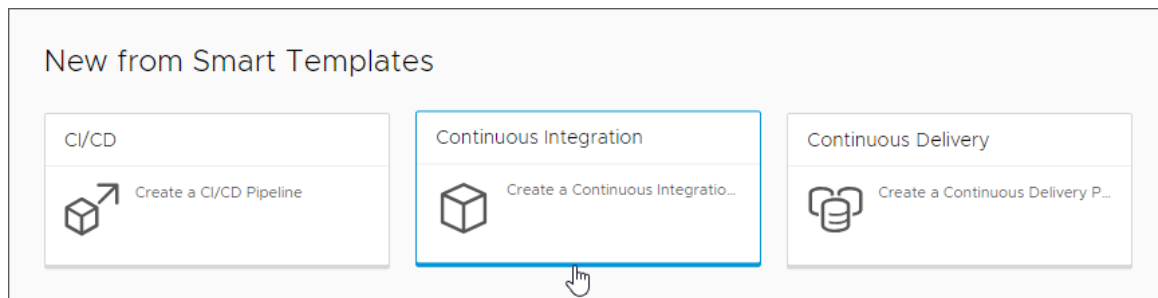 New from Smart Templates
CI/CD
Create a CI/CD Pipeline
Continuous Integration
Create a Continuous Integratio...
Continuous Delivery
Create a Continuous Delivery P...